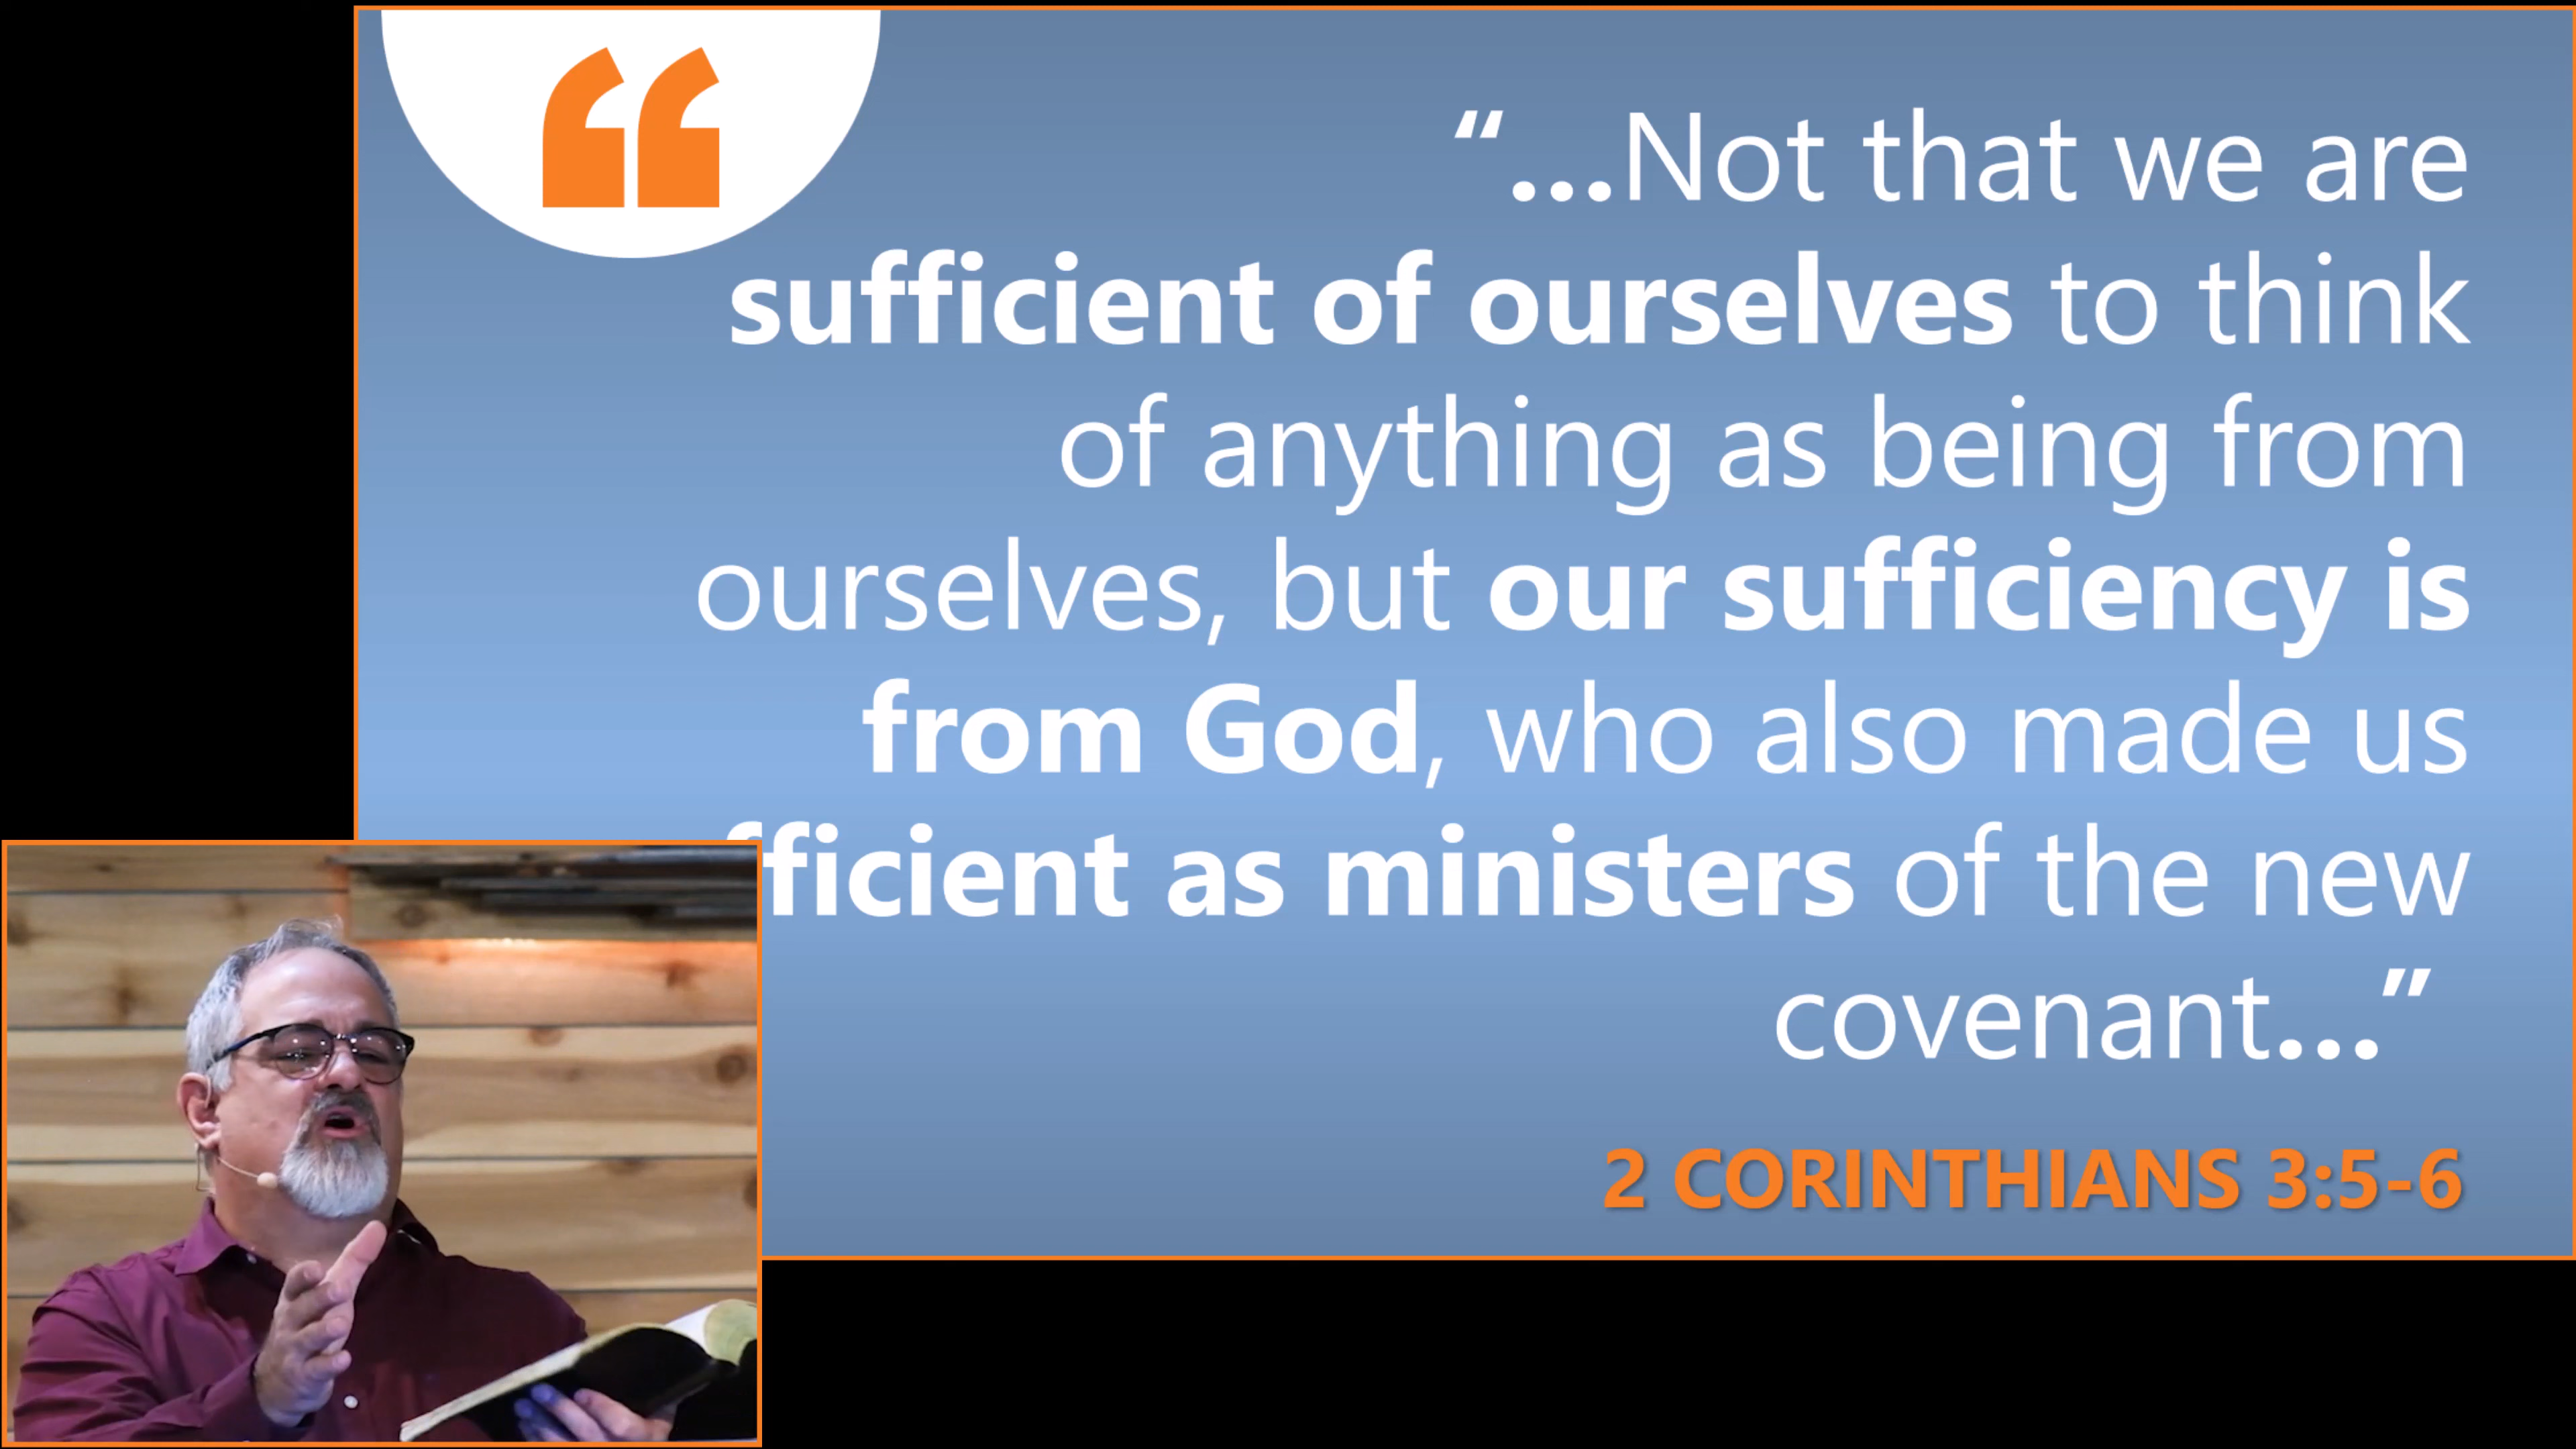 “…Not that we are
sufficient of ourselves to think
of anything as being from
ourselves, but our sufficiency is
from God, who also made us
fficient as ministers of the new
covenant…”
2 CORINTHIANS 3:5-6